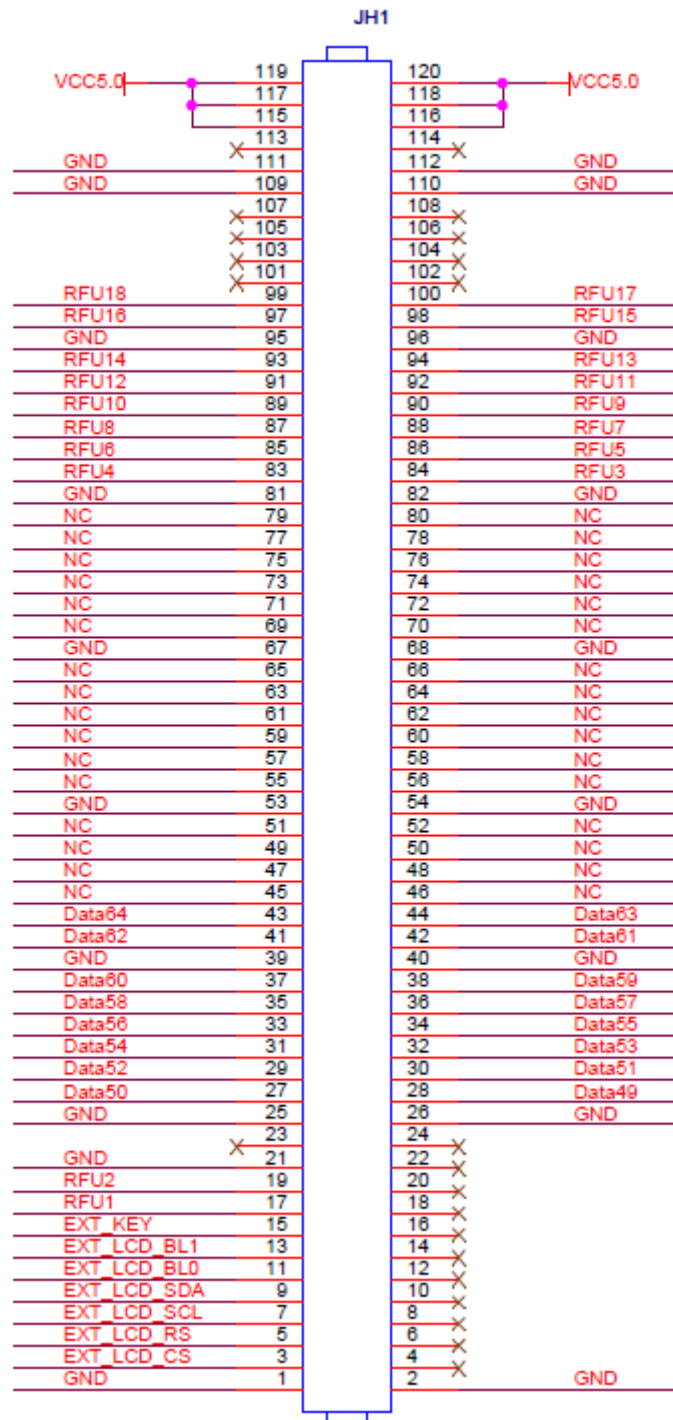 JH1
VCC5.0 119 120 VCC5.0
117 118
115 116
113 114
GND 111 112 GND
GND 109 110 GND
107 108
105 106
103 104
101 102
RFU18 99 100 RFU17
RFU16 97 98 RFU15
GND 95 96 GND
RFU14 93 94 RFU13
RFU12 91 92 RFU11
RFU10 89 90 RFU9
RFU8 87 88 RFU7
RFU6 85 86 RFU5
RFU4 83 84 RFU3
GND 81 82 GND
NC 79 80 NC
NC 77 78 NC
NC 75 76 NC
NC 73 74 NC
NC 71 72 NC
NC 69 70 NC
GND 67 68 GND
NC 65 66 NC
NC 63 64 NC
NC 61 62 NC
NC 59 60 NC
NC 57 58 NC
NC 55 56 NC
GND 53 54 GND
NC 51 52 NC
NC 49 50 NC
NC 47 48 NC
NC 45 46 NC
Data64 43 44 Data63
Data62 41 42 Data61
GND 39 40 GND
Data60 37 38 Data59
Data58 35 36 Data57
Data56 33 34 Data55
Data54 31 32 Data53
Data52 29 30 Data51
Data50 27 28 Data49
GND 25 26 GND
23 24
GND 21 22
RFU2 19 20
RFU1 17 18
EXT_KEY 15 16
EXT_LCD_BL1 13 14
EXT_LCD_BL0 11 12
EXT_LCD_SDA 9 10
EXT_LCD_SCL 7 8
EXT_LCD_RS 5 6
EXT_LCD_CS 3 4
GND 1 2 GND